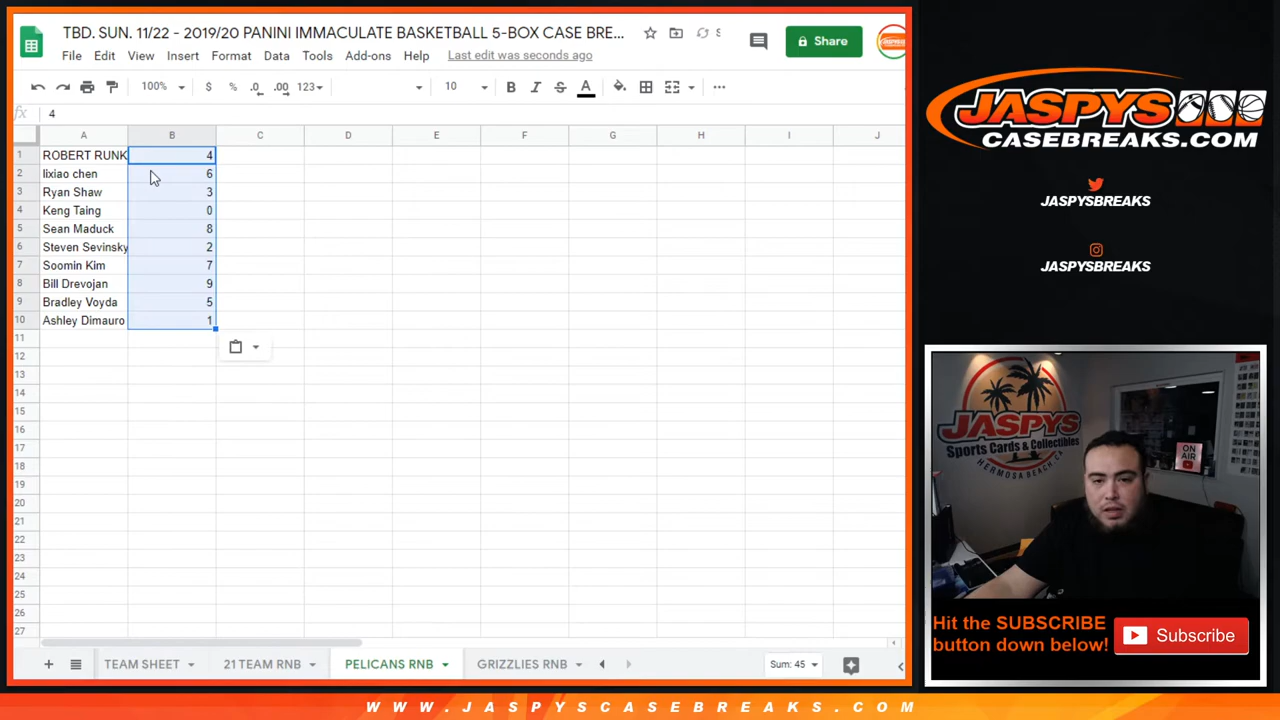 TBD. SUN. 11/22 - 2019/20 PANINI IMMACULATE BASKETBALL 5-BOX CASE BRE...
File Edit View Insert Format Data Tools Add-ons Help Last edit was seconds ago
Share
100% $ % .0 .00 123 10 B I S A
fx 4
A B C D E F G H I J
1 ROBERT RUNK 4
2 lixiao chen 6
3 Ryan Shaw 3
4 Keng Taing 0
5 Sean Maduck 8
6 Steven Sevinsky 2
7 Soomin Kim 7
8 Bill Drevojan 9
9 Bradley Voyda 5
10 Ashley Dimauro 1
11
12
13
14
15
16
17
18
19
20
21
22
23
24
25
26
27
TEAM SHEET 21 TEAM RNB PELICANS RNB GRIZZLIES RNB Sum: 45
JASPYS
CASEBREAKS.COM
JASPYSBREAKS
JASPYSBREAKS
JASPYS
Sports Cards & Collectibles
HERMOSA BEACH, CA
ON
AIR
Hit the SUBSCRIBE
button down below!
Subscribe
WWW.JASPYSCASEBREAKS.COM